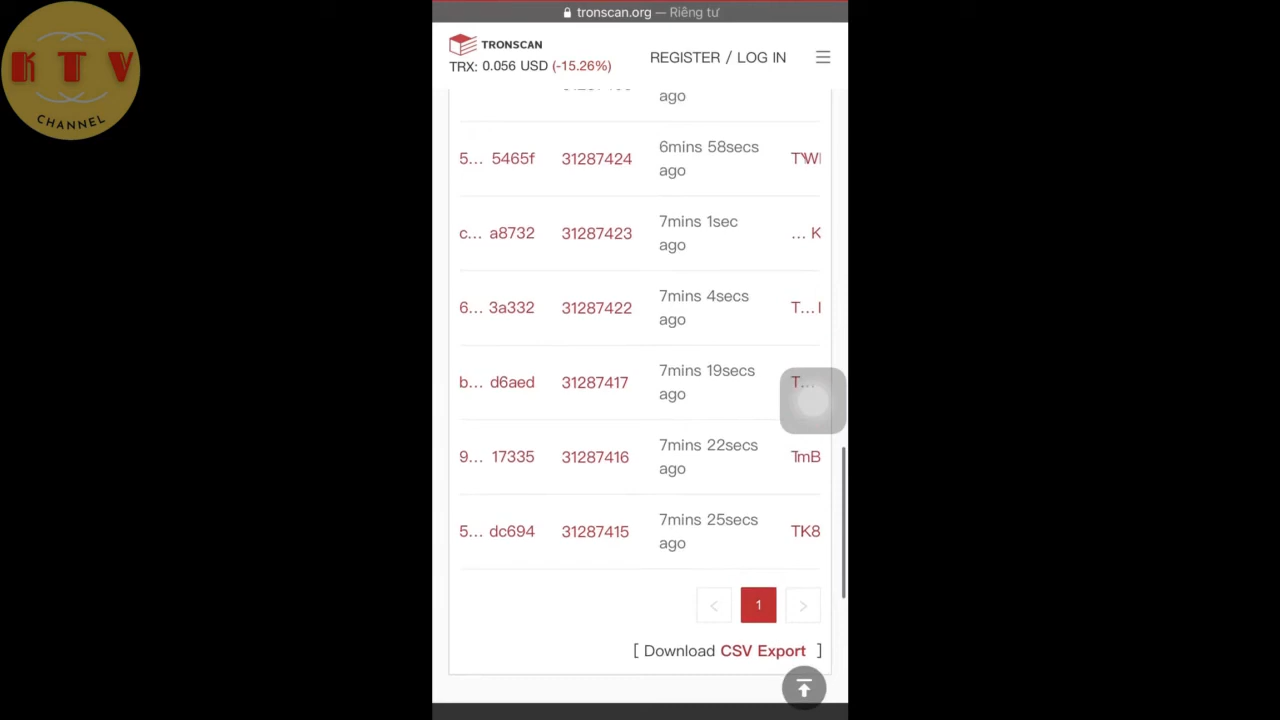 tronscan.org — Riêng tư
K T V
CHANNEL
TRONSCAN
TRX: 0.056 USD (-15.26%)
REGISTER / LOG IN
ago
5... 5465f 31287424 6mins 58secs ago
c... a8732 31287423 7mins 1sec ago ... K
6... 3a332 31287422 7mins 4secs ago T...
b... d6aed 31287417 7mins 19secs ago T...
9... 17335 31287416 7mins 22secs ago TmB
5... dc694 31287415 7mins 25secs ago TK8
< 1 >
[ Download CSV Export ]